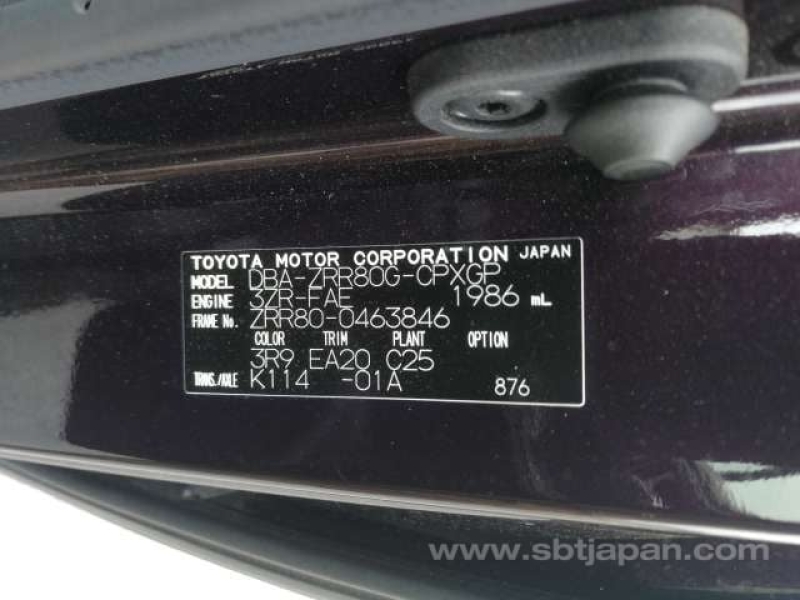 TOYOTA MOTOR CORPORATION JAPAN
MODEL DBA-ZRR80G-CPXGP
ENGINE 3ZR-FAE 1986 mL
FRAME No. ZRR80-0463846
COLOR TRIM PLANT OPTION
3R9 EA20 C25
TRANS./AXLE K114 -01A 876
www.sbtjapan.com